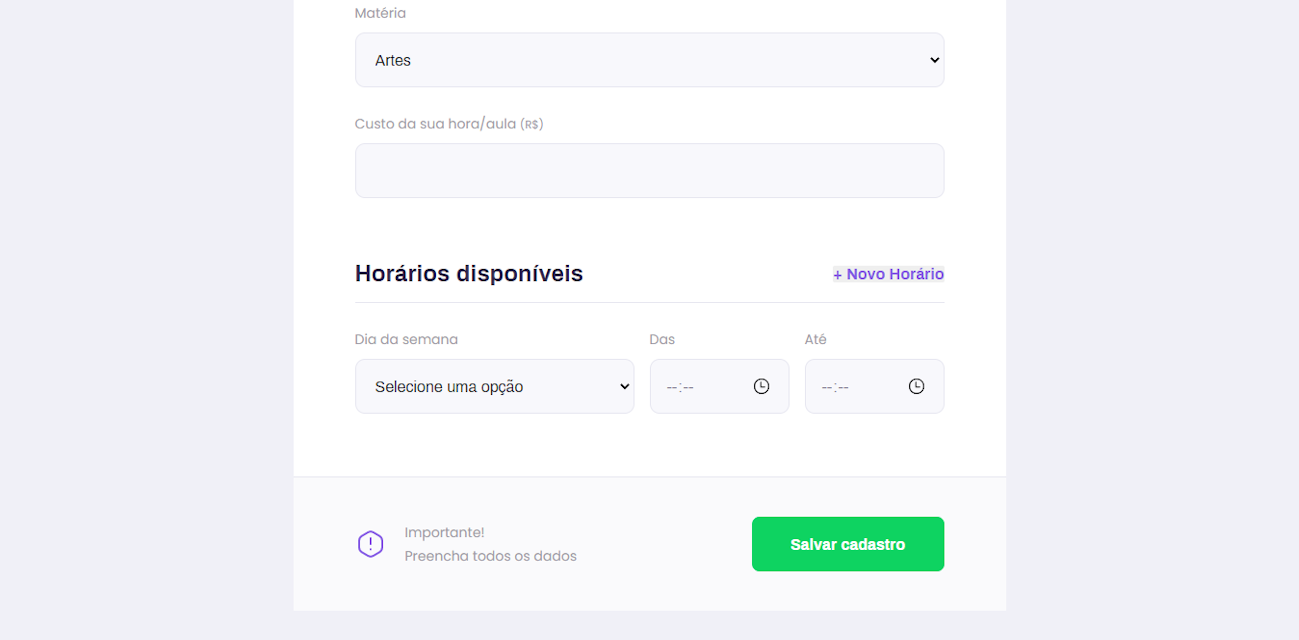 Matéria
Artes
Custo da sua hora/aula (R$)
Horários disponíveis
+ Novo Horário
Dia da semana
Das
Até
Selecione uma opção
--:--
--:--
Importante!
Preencha todos os dados
Salvar cadastro